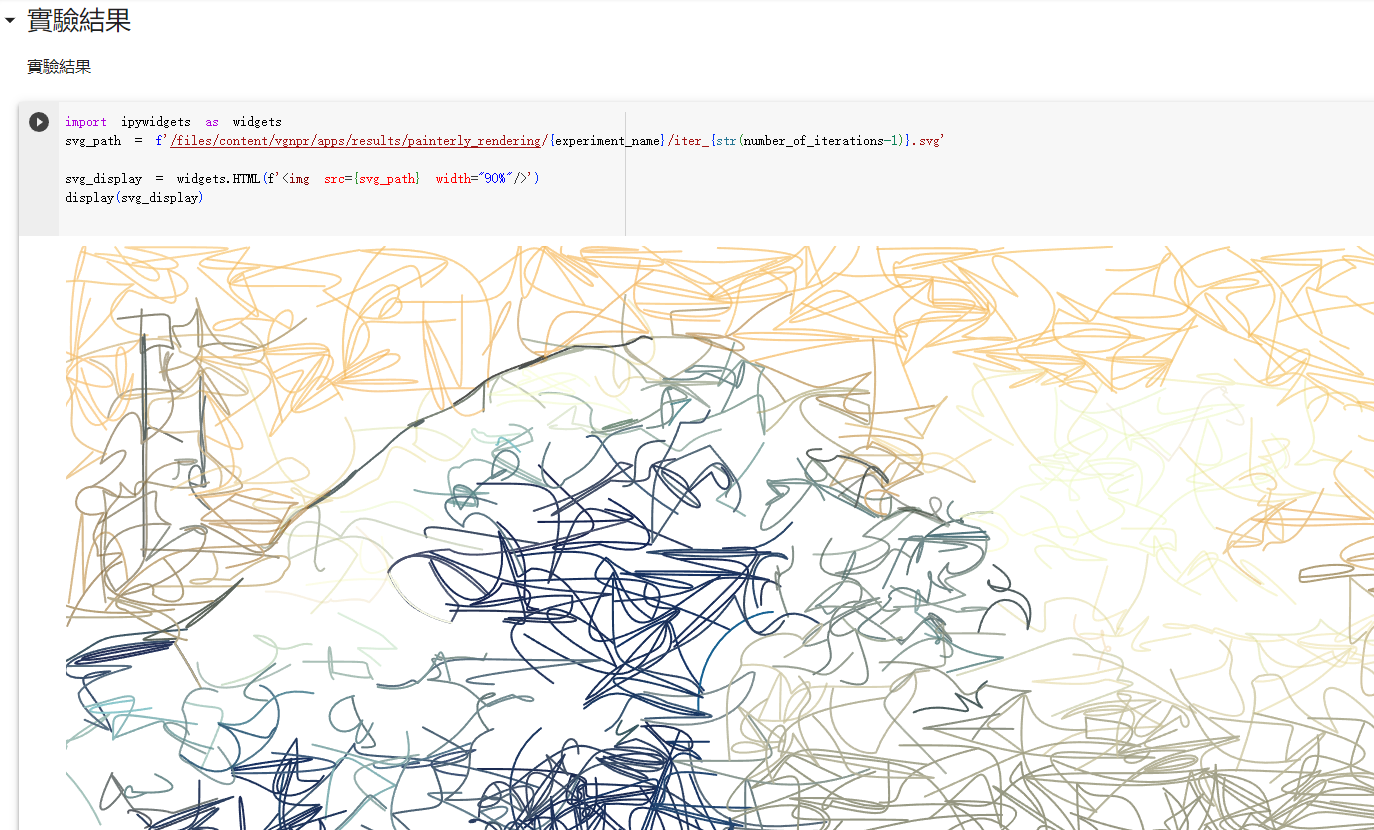 實驗結果
實驗結果
import ipywidgets as widgets
svg_path = f'/files/content/vgnpr/apps/results/painterly_rendering/{experiment_name}/iter_{str(number_of_iterations-1)}.svg'
svg_display = widgets.HTML(f'<img src={svg_path} width="90%"/>')
display(svg_display)